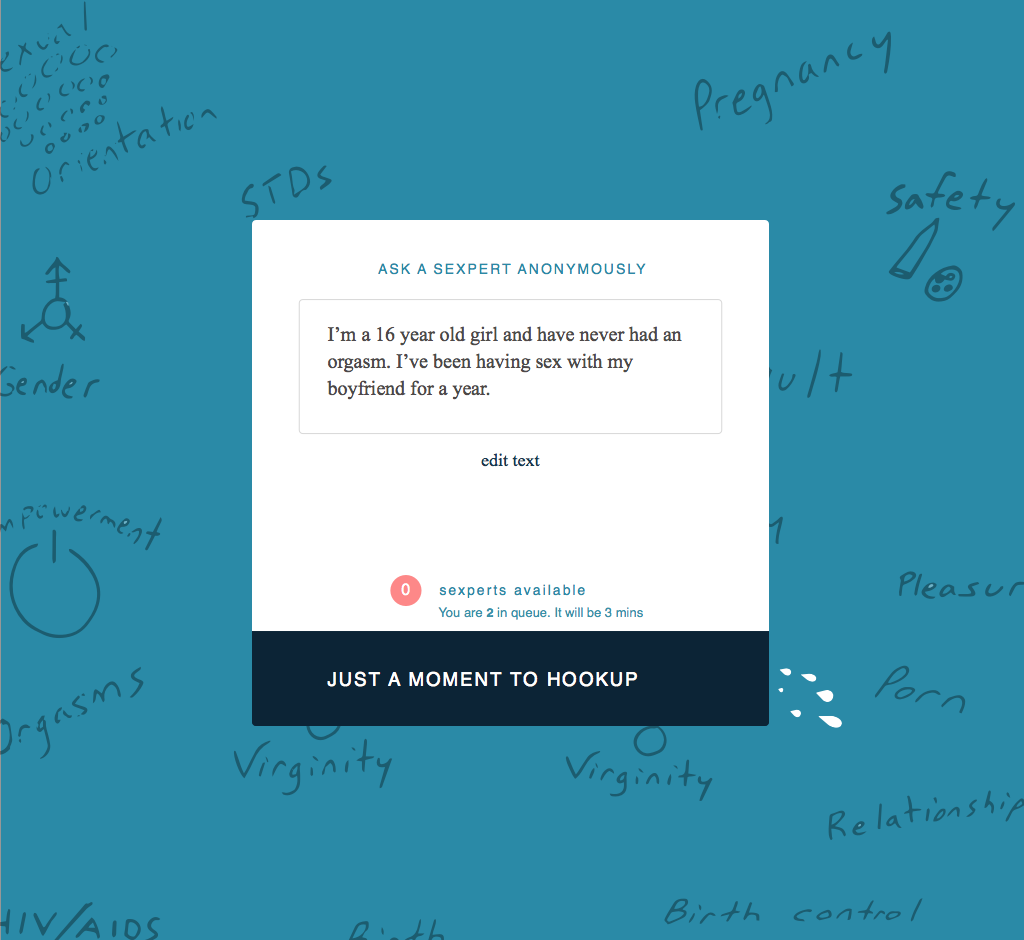 Orientation
Pregnancy
STDs
Safety
ASK A SEXPERT ANONYMOUSLY
I'm a 16 year old girl and have never had an
orgasm. I've been having sex with my
boyfriend for a year.
edit text
0
sexperts available
You are 2 in queue. It will be 3 mins
JUST A MOMENT TO HOOKUP
Gender
ult
mpowerment
Pleasur
Orgasms
Porn
Virginity
Virginity
Relationship
HIV/AIDS
Birth
Birth control